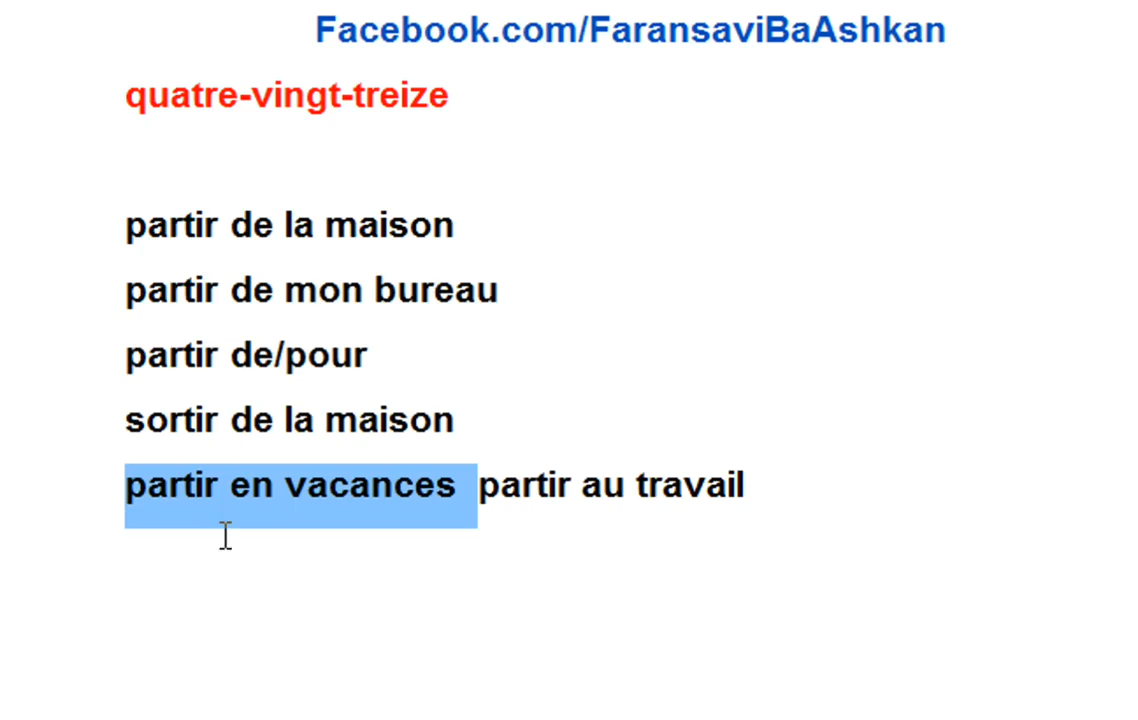 Facebook.com/FaransaviBaAshkan
quatre-vingt-treize
partir de la maison
partir de mon bureau
partir de/pour
sortir de la maison
partir en vacances partir au travail